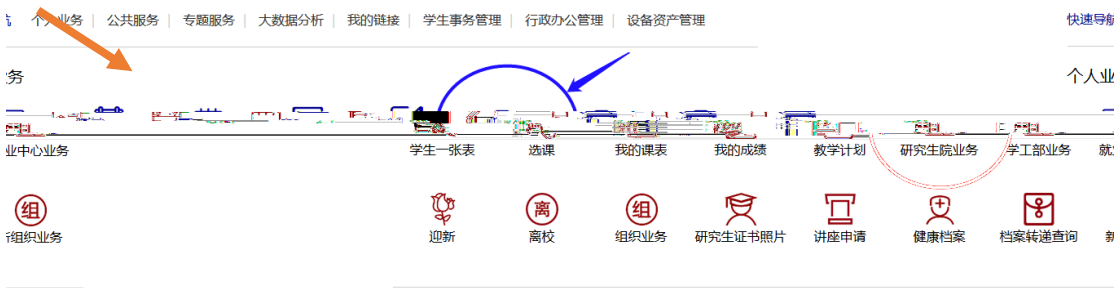 个人业务 | 公共服务 | 专题服务 | 大数据分析 | 我的链接 | 学生事务管理 | 行政办公管理 | 设备资产管理 快速导航
务 个人业
业中心业务 学生一张表 选课 我的课表 我的成绩 教学计划 研究生院业务 学工部业务
组 离 组
组织业务 迎新 离校 组织业务 研究生证书照片 讲座申请 健康档案 档案转递查询 新